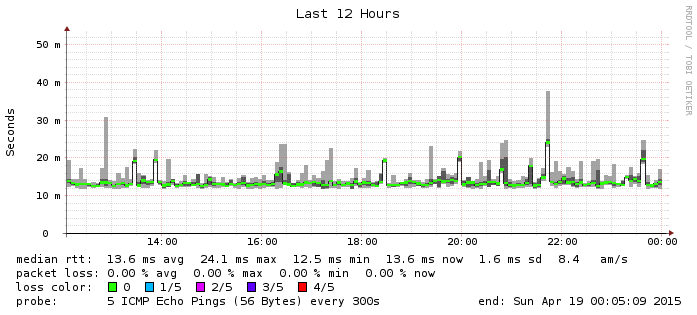 Last 12 Hours
RRDTOOL / TOBI OETIKER
Seconds
50 m
40 m
30 m
20 m
10 m
0
14:00 16:00 18:00 20:00 22:00 00:00
median rtt: 13.6 ms avg 24.1 ms max 12.5 ms min 13.6 ms now 1.6 ms sd 8.4 am/s
packet loss: 0.00 % avg 0.00 % max 0.00 % min 0.00 % now
loss color: 0 1/5 2/5 3/5 4/5
probe: 5 ICMP Echo Pings (56 Bytes) every 300s end: Sun Apr 19 00:05:09 2015